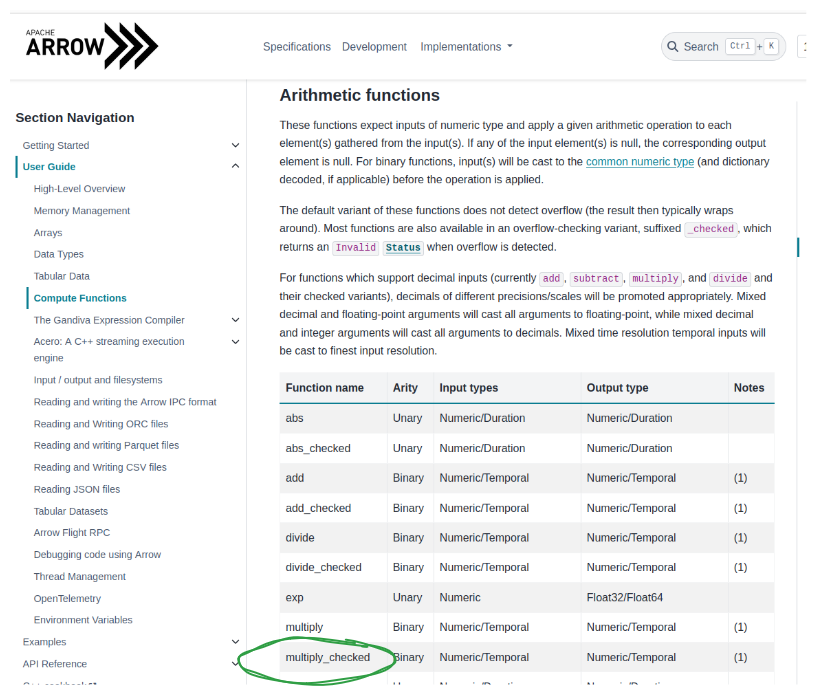 APACHE
ARROW
Specifications Development Implementations
Search Ctrl + K
Section Navigation
Getting Started
User Guide
High-Level Overview
Memory Management
Arrays
Data Types
Tabular Data
Compute Functions
The Gandiva Expression Compiler
Acero: A C++ streaming execution
engine
Input / output and filesystems
Reading and writing the Arrow IPC format
Reading and Writing ORC files
Reading and writing Parquet files
Reading and Writing CSV files
Reading JSON files
Tabular Datasets
Arrow Flight RPC
Debugging code using Arrow
Thread Management
OpenTelemetry
Environment Variables
Examples
API Reference
Arithmetic functions
These functions expect inputs of numeric type and apply a given arithmetic operation to each
element(s) gathered from the input(s). If any of the input element(s) is null, the corresponding output
element is null. For binary functions, input(s) will be cast to the common numeric type (and dictionary
decoded, if applicable) before the operation is applied.
The default variant of these functions does not detect overflow (the result then typically wraps
around). Most functions are also available in an overflow-checking variant, suffixed _checked, which
returns an Invalid Status when overflow is detected.
For functions which support decimal inputs (currently add, subtract, multiply, and divide and
their checked variants), decimals of different precisions/scales will be promoted appropriately. Mixed
decimal and floating-point arguments will cast all arguments to floating-point, while mixed decimal
and integer arguments will cast all arguments to decimals. Mixed time resolution temporal inputs will
be cast to finest input resolution.
Function name Arity Input types Output type Notes
abs Unary Numeric/Duration Numeric/Duration
abs_checked Unary Numeric/Duration Numeric/Duration
add Binary Numeric/Temporal Numeric/Temporal (1)
add_checked Binary Numeric/Temporal Numeric/Temporal (1)
divide Binary Numeric/Temporal Numeric/Temporal (1)
divide_checked Binary Numeric/Temporal Numeric/Temporal (1)
exp Unary Numeric Float32/Float64
multiply Binary Numeric/Temporal Numeric/Temporal (1)
multiply_checked Binary Numeric/Temporal Numeric/Temporal (1)